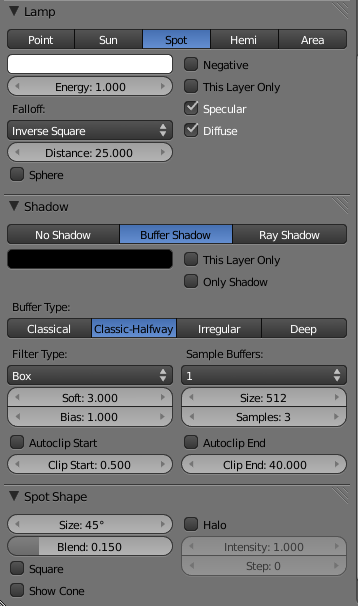 Lamp
Point Sun Spot Hemi Area
Negative
Energy: 1.000 This Layer Only
Falloff: Specular
Inverse Square Diffuse
Distance: 25.000
Sphere
Shadow
No Shadow Buffer Shadow Ray Shadow
This Layer Only
Only Shadow
Buffer Type:
Classical Classic-Halfway Irregular Deep
Filter Type: Sample Buffers:
Box 1
Soft: 3.000 Size: 512
Bias: 1.000 Samples: 3
Autoclip Start Autoclip End
Clip Start: 0.500 Clip End: 40.000
Spot Shape
Size: 45° Halo
Blend: 0.150 Intensity: 1.000
Square Step: 0
Show Cone